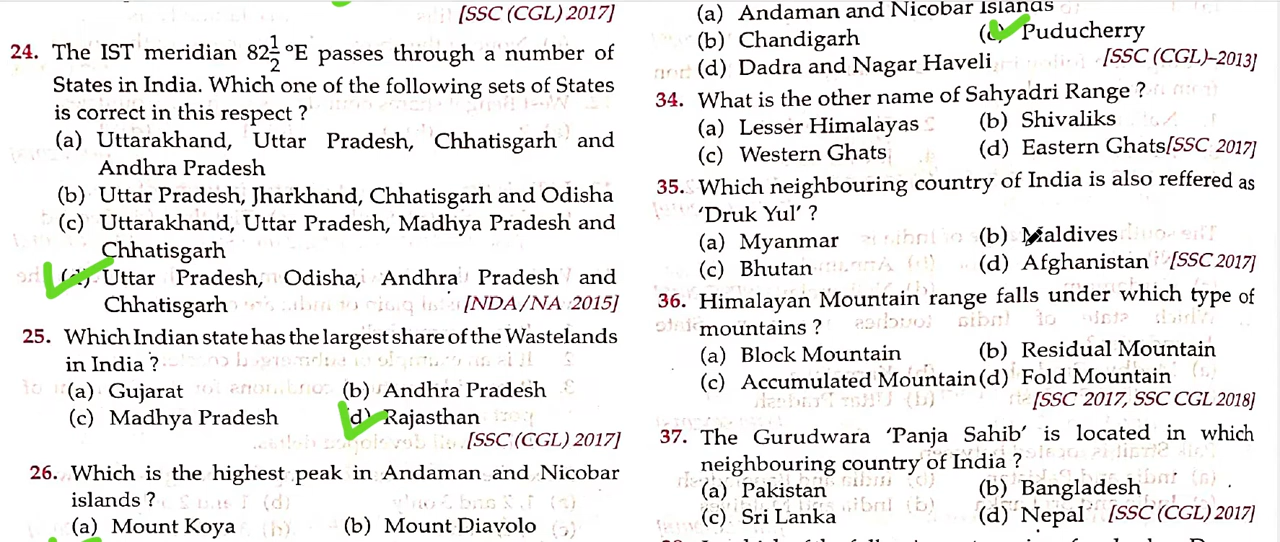 [SSC (CGL) 2017]
24. The IST meridian 82½ °E passes through a number of
States in India. Which one of the following sets of States
is correct in this respect ?
(a) Uttarakhand, Uttar Pradesh, Chhatisgarh and
Andhra Pradesh
(b) Uttar Pradesh, Jharkhand, Chhatisgarh and Odisha
(c) Uttarakhand, Uttar Pradesh, Madhya Pradesh and
Chhatisgarh
(d) Uttar Pradesh, Odisha, Andhra Pradesh and
Chhatisgarh [NDA/NA 2015]
25. Which Indian state has the largest share of the Wastelands
in India ?
(a) Gujarat (b) Andhra Pradesh
(c) Madhya Pradesh (d) Rajasthan
[SSC (CGL) 2017]
26. Which is the highest peak in Andaman and Nicobar
islands ?
(a) Mount Koya (b) Mount Diavolo
(a) Andaman and Nicobar Islands
(b) Chandigarh (c) Puducherry
(d) Dadra and Nagar Haveli [SSC (CGL)–2013]
34. What is the other name of Sahyadri Range ?
(a) Lesser Himalayas (b) Shivaliks
(c) Western Ghats (d) Eastern Ghats [SSC 2017]
35. Which neighbouring country of India is also reffered as
'Druk Yul' ?
(a) Myanmar (b) Maldives
(c) Bhutan (d) Afghanistan [SSC 2017]
36. Himalayan Mountain range falls under which type of
mountains ?
(a) Block Mountain (b) Residual Mountain
(c) Accumulated Mountain (d) Fold Mountain
[SSC 2017, SSC CGL 2018]
37. The Gurudwara 'Panja Sahib' is located in which
neighbouring country of India ?
(a) Pakistan (b) Bangladesh
(c) Sri Lanka (d) Nepal [SSC (CGL) 2017]